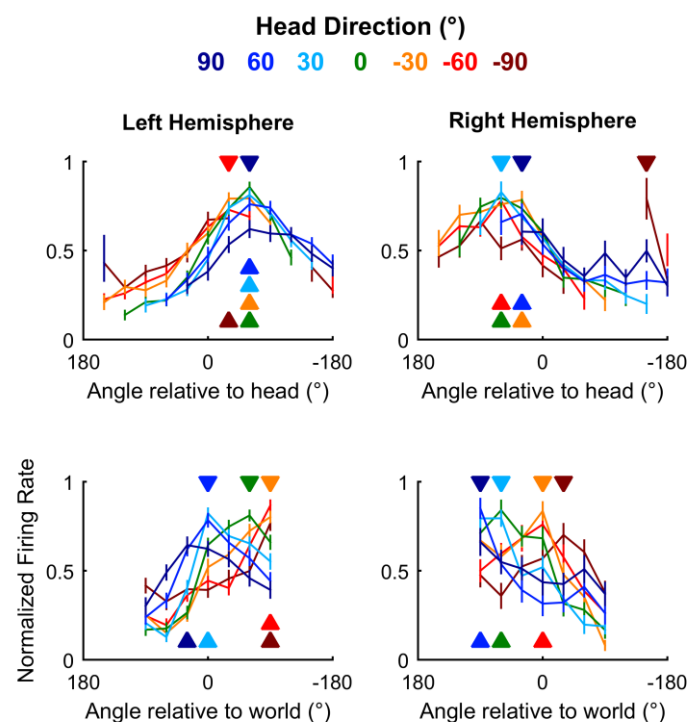 Head Direction (°)
90 60 30 0 -30 -60 -90
Left Hemisphere
Right Hemisphere
1
0.5
0
180 0 -180
Angle relative to head (°)
1
0.5
0
180 0 -180
Angle relative to head (°)
Normalized Firing Rate
1
0.5
0
180 0 -180
Angle relative to world (°)
1
0.5
0
180 0 -180
Angle relative to world (°)